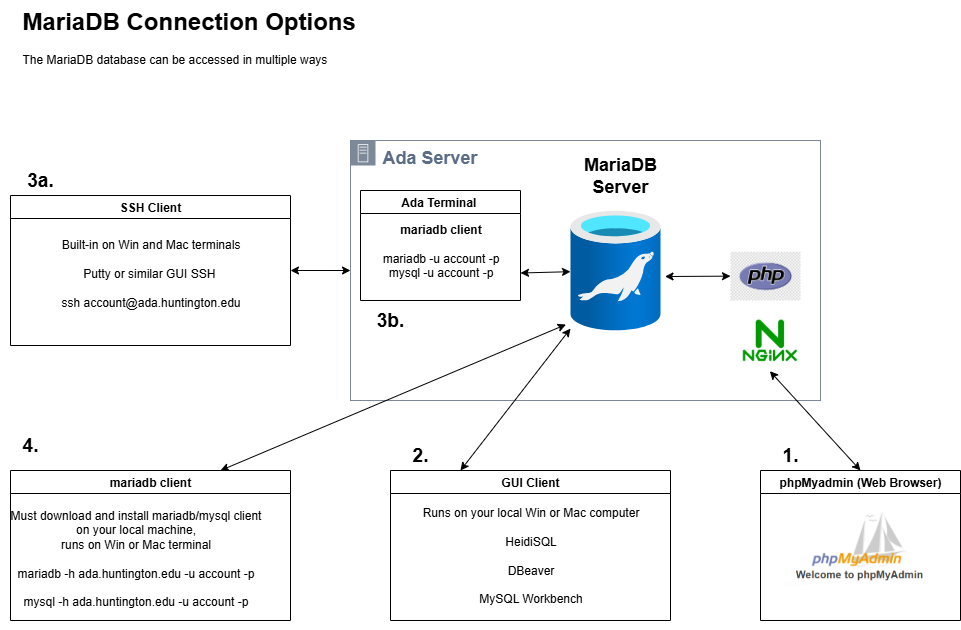 MariaDB Connection Options
The MariaDB database can be accessed in multiple ways
Ada Server
MariaDB
Server
3a.
SSH Client
Built-in on Win and Mac terminals
Putty or similar GUI SSH
ssh account@ada.huntington.edu
Ada Terminal
mariadb client
mariadb -u account -p
mysql -u account -p
3b.
php
N
NGiNX
4.
mariadb client
Must download and install mariadb/mysql client
on your local machine,
runs on Win or Mac terminal
mariadb -h ada.huntington.edu -u account -p
mysql -h ada.huntington.edu -u account -p
2.
GUI Client
Runs on your local Win or Mac computer
HeidiSQL
DBeaver
MySQL Workbench
1.
phpMyadmin (Web Browser)
phpMyAdmin
Welcome to phpMyAdmin